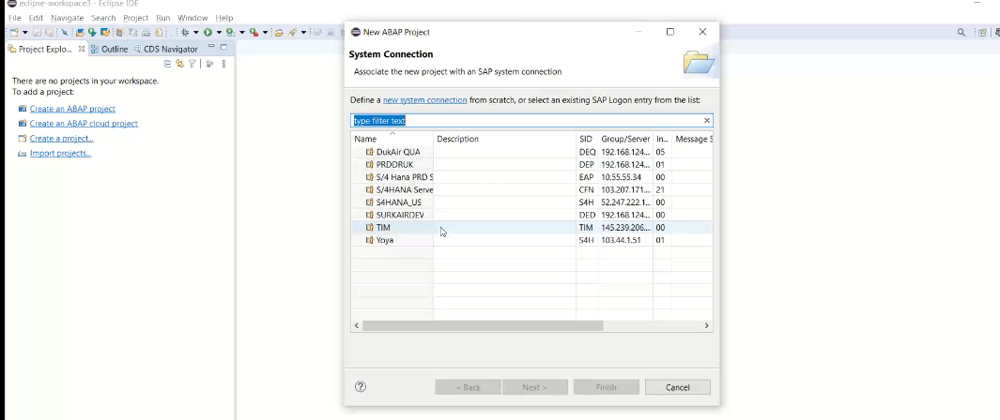 eclipse-workspace3 - Eclipse IDE
File Edit Navigate Search Project Run Window Help
Project Explo... Outline CDS Navigator
There are no projects in your workspace.
To add a project:
Create an ABAP project
Create an ABAP cloud project
Create a project...
Import projects...
New ABAP Project
System Connection
Associate the new project with an SAP system connection
Define a new system connection from scratch, or select an existing SAP Logon entry from the list:
type filter text
Name Description SID Group/Server In... Message S
DukAir QUA DEQ 192.168.124.... 05
PRDDRUK DEP 192.168.124.... 01
S/4 Hana PRD S EAP 10.55.55.34 00
S/4HANA Serve CFN 103.207.171.... 21
S4HANA_US S4H 52.247.222.1... 00
SURKAIRDEV DED 192.168.124.... 00
TIM TIM 145.239.206.... 00
Yoya S4H 103.44.1.51 01
< Back Next > Finish Cancel